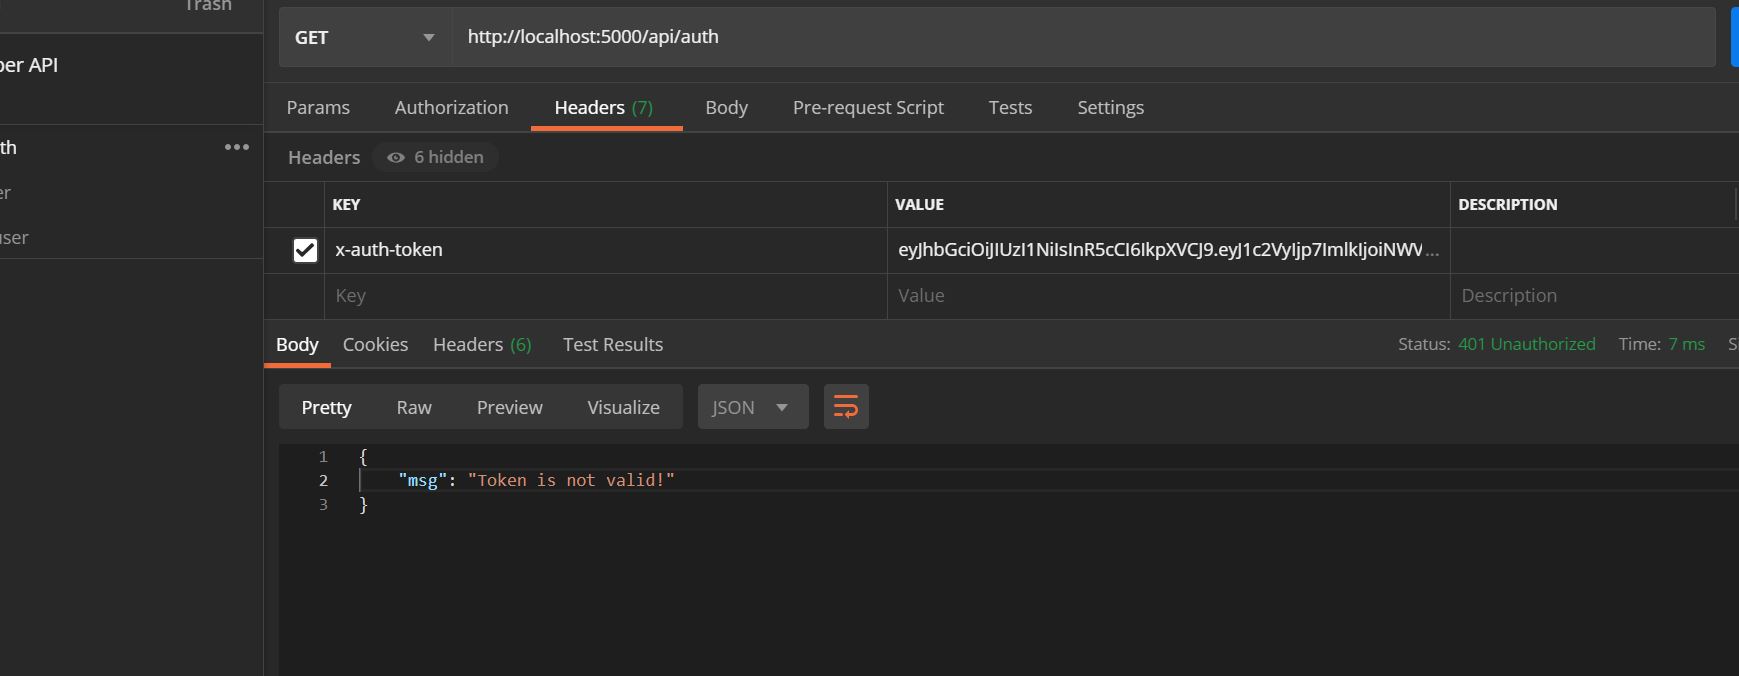 Trash
per API
th
er
user
GET
http://localhost:5000/api/auth
Params Authorization Headers (7) Body Pre-request Script Tests Settings
Headers 6 hidden
KEY VALUE DESCRIPTION
x-auth-token eyJhbGciOiJIUzI1NiIsInR5cCI6IkpXVCJ9.eyJ1c2VyIjp7ImlkIjoiNWV...
Key Value Description
Body Cookies Headers (6) Test Results Status: 401 Unauthorized Time: 7 ms
Pretty Raw Preview Visualize JSON
1 {
2 "msg": "Token is not valid!"
3 }